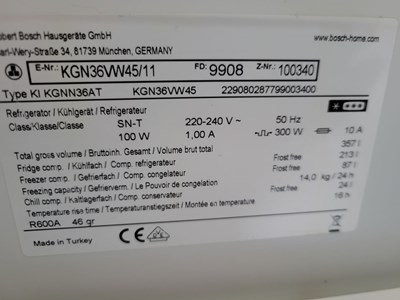 obert Bosch Hausgeräte GmbH
arl-Wery-Straße 34, 81739 München, GERMANY
www.bosch-home.com
E-Nr.: KGN36VW45/11 FD: 9908 Z-Nr.: 100340
Type KI KGNN36AT KGN36VW45 229080287799003400
Refrigerator / Kühlgerät / Refrigerateur
Class/Klasse/Classe SN-T 220-240 V ~ 50 Hz
100 W 1,00 A 300 W 10 A
Total gross volume / Bruttoinh. Gesamt / Volume brut total 357 l
Fridge comp. / Kühlfach / Comp. refrigerateur Frost free 213 l
Freezer comp. / Gefrierfach / Comp. congelateur Frost free 87 l
Freezing capacity / Gefrierverm. / Le Pouvoir de congelation 14,0 kg / 24 h
Chill comp. / Kaltlagerfach / Comp. conservateur Frost free 24 l
Temperature rise time / Temperaturanstiegszeit / Montée en température 16 h
R600A 46 gr
Made in Turkey
CE